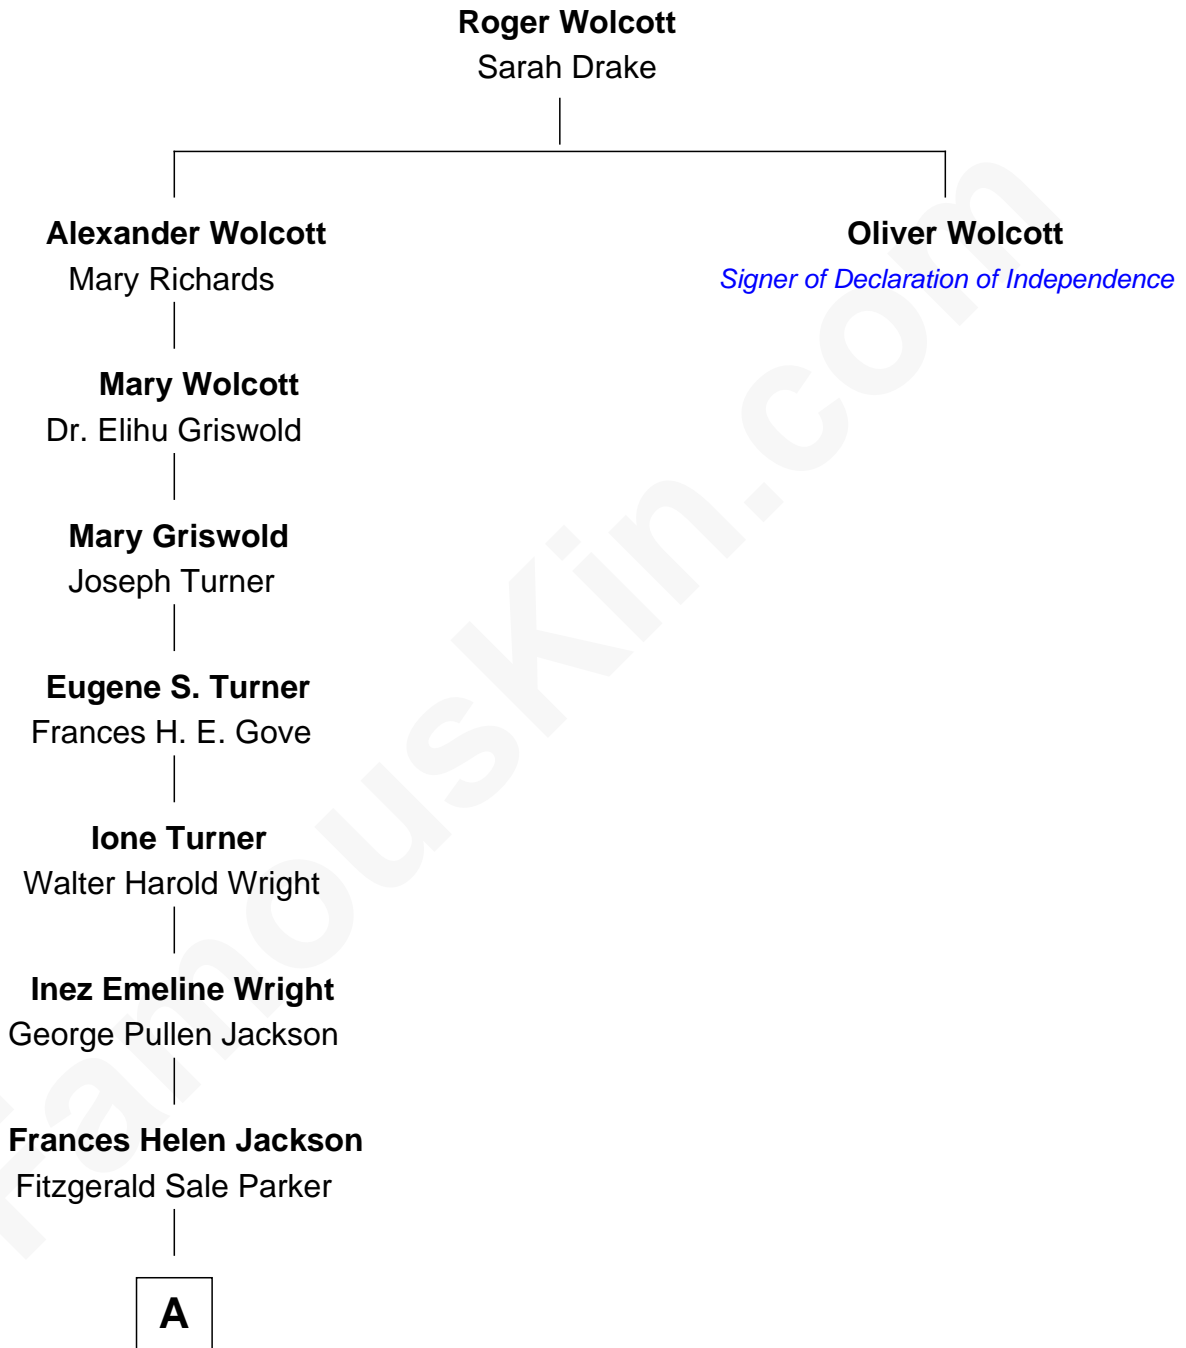 Roger Wolcott
Sarah Drake
Alexander Wolcott
Mary Richards
Oliver Wolcott
Signer of Declaration of Independence
Mary Wolcott
Dr. Elihu Griswold
Mary Griswold
Joseph Turner
Eugene S. Turner
Frances H. E. Gove
Ione Turner
Walter Harold Wright
Inez Emeline Wright
George Pullen Jackson
Frances Helen Jackson
Fitzgerald Sale Parker
A
FamousKin.com